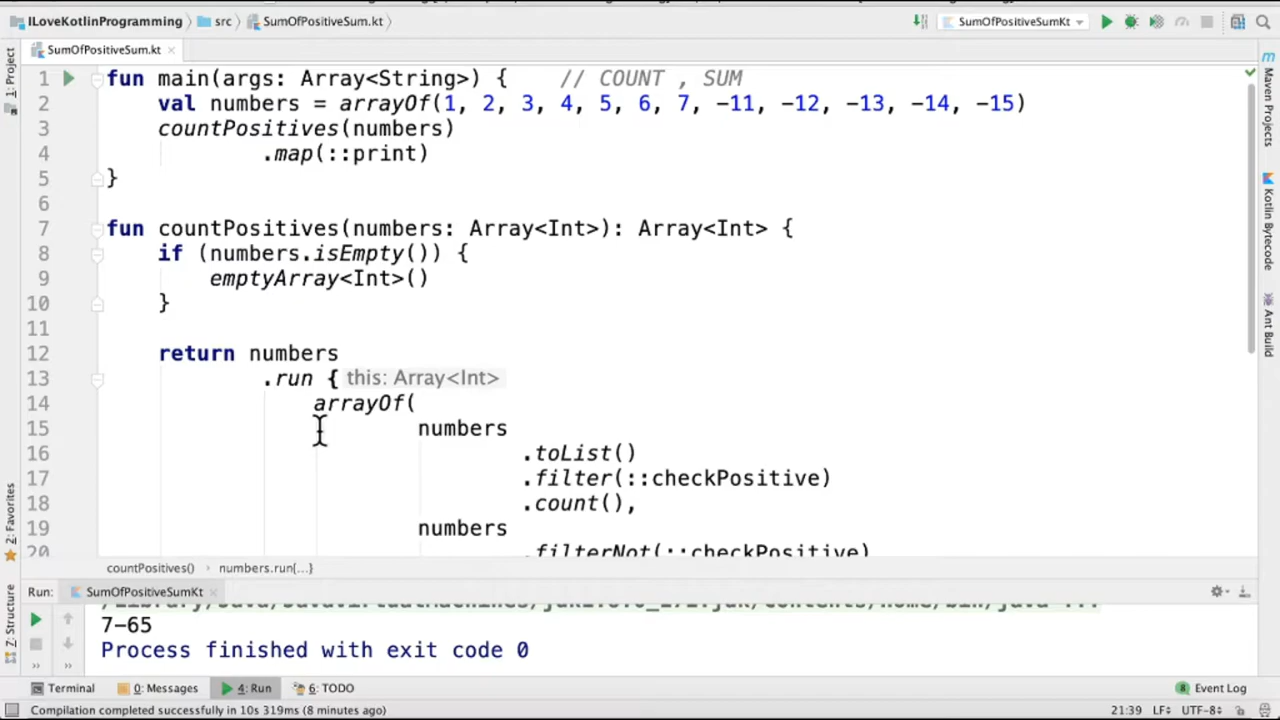 ILoveKotlinProgramming src SumOfPositiveSum.kt SumOfPositiveSumKt
1: Project
SumOfPositiveSum.kt
1 fun main(args: Array<String>) { // COUNT , SUM
2 val numbers = arrayOf(1, 2, 3, 4, 5, 6, 7, -11, -12, -13, -14, -15)
3 countPositives(numbers)
4 .map(::print)
5 }
6
7 fun countPositives(numbers: Array<Int>): Array<Int> {
8 if (numbers.isEmpty()) {
9 emptyArray<Int>()
10 }
11
12 return numbers
13 .run { this: Array<Int>
14 arrayOf(
15 numbers
16 .toList()
17 .filter(::checkPositive)
18 .count(),
19 numbers
20 .filterNot(::checkPositive)
Maven Projects
Kotlin Bytecode
Ant Build
2: Favorites
Z: Structure
countPositives() numbers.run{...}
Run: SumOfPositiveSumKt
7-65
Process finished with exit code 0
Terminal 0: Messages 4: Run 6: TODO 8 Event Log
Compilation completed successfully in 10s 319ms (8 minutes ago) 21:39 LF UTF-8